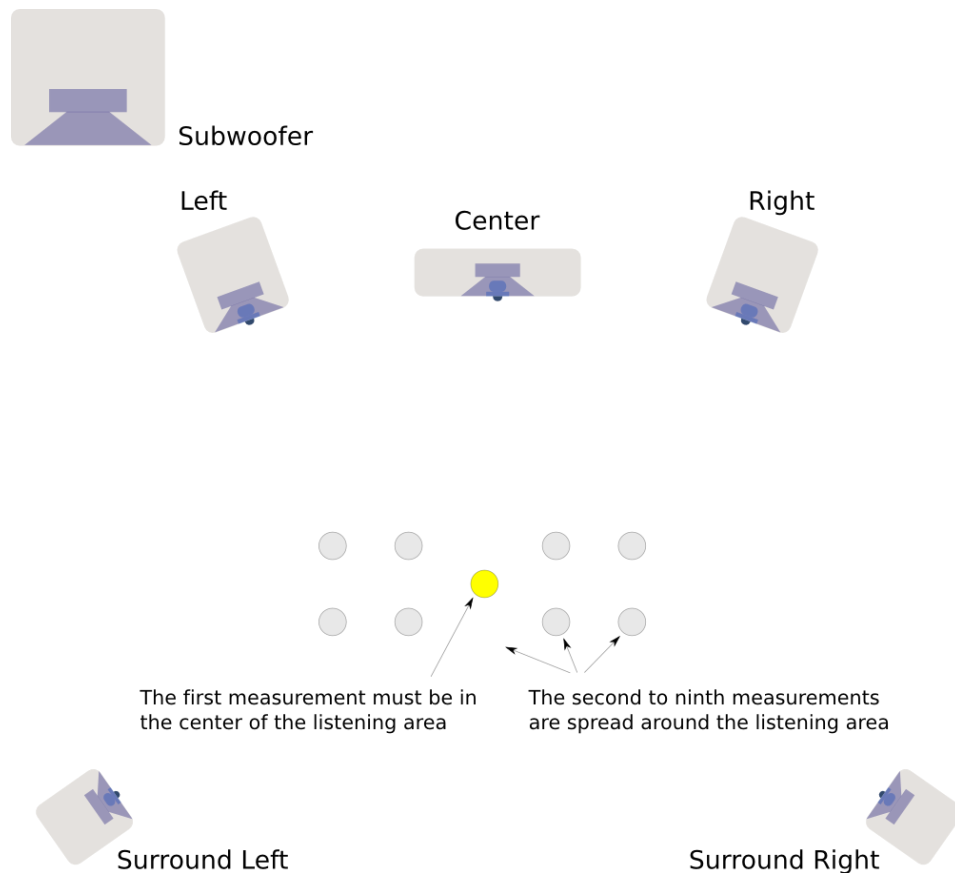 Subwoofer
Left
Center
Right
The first measurement must be in
the center of the listening area
The second to ninth measurements
are spread around the listening area
Surround Left
Surround Right